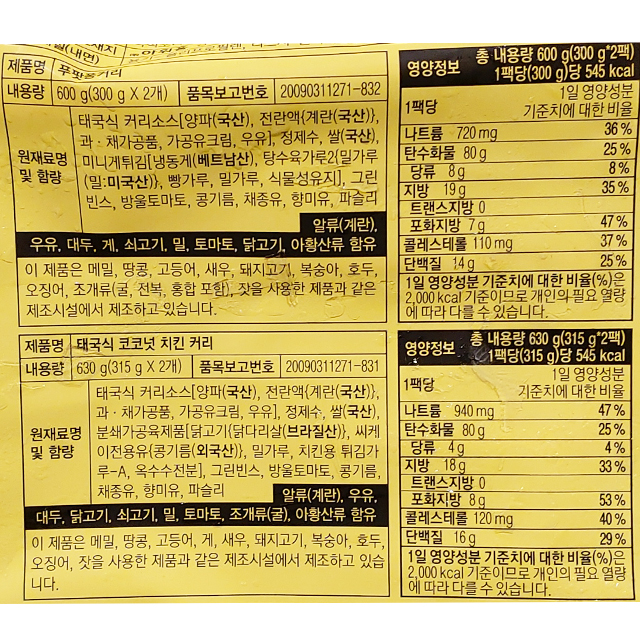 제품명 푸팟퐁커리
내용량 600 g(300 g X 2개) 품목보고번호 20090311271-832
원재료명 및 함량
태국식 커리소스[양파(국산), 전란액{계란(국산)},
과·채가공품, 가공유크림, 우유], 정제수, 쌀(국산),
미니게튀김[냉동게(베트남산), 탕수육가루2{밀가루
(밀:미국산)}, 빵가루, 밀가루, 식물성유지], 그린
빈스, 방울토마토, 콩기름, 채종유, 향미유, 파슬리
알류(계란),
우유, 대두, 게, 쇠고기, 밀, 토마토, 닭고기, 아황산류 함유
이 제품은 메밀, 땅콩, 고등어, 새우, 돼지고기, 복숭아, 호두,
오징어, 조개류(굴, 전복, 홍합 포함), 잣을 사용한 제품과 같은
제조시설에서 제조하고 있습니다.
영양정보
총 내용량 600 g(300 g*2팩)
1팩당(300 g)당 545 kcal
1팩당
1일 영양성분
기준치에 대한 비율
나트륨 720 mg 36 %
탄수화물 80 g 25 %
당류 8 g 8 %
지방 19 g 35 %
트랜스지방 0
포화지방 7 g 47 %
콜레스테롤 110 mg 37 %
단백질 14 g 25 %
1일 영양성분 기준치에 대한 비율(%)은
2,000 kcal 기준이므로 개인의 필요 열량
에 따라 다를 수 있습니다.
제품명 태국식 코코넛 치킨 커리
내용량 630 g(315 g X 2개) 품목보고번호 20090311271-831
원재료명 및 함량
태국식 커리소스[양파(국산), 전란액{계란(국산)},
과·채가공품, 가공유크림, 우유], 정제수, 쌀(국산),
분쇄가공육제품[닭고기{닭다리살(브라질산)}, 씨케
이전용유{콩기름(외국산)}, 밀가루, 치킨용 튀김가
루-A, 옥수수전분], 그린빈스, 방울토마토, 콩기름,
채종유, 향미유, 파슬리
알류(계란), 우유,
대두, 닭고기, 쇠고기, 밀, 토마토, 조개류(굴), 아황산류 함유
이 제품은 메밀, 땅콩, 고등어, 게, 새우, 돼지고기, 복숭아, 호두,
오징어, 잣을 사용한 제품과 같은 제조시설에서 제조하고 있습
니다.
영양정보
총 내용량 630 g(315 g*2팩)
1팩당(315 g)당 545 kcal
1팩당
1일 영양성분
기준치에 대한 비율
나트륨 940 mg 47 %
탄수화물 80 g 25 %
당류 4 g 4 %
지방 18 g 33 %
트랜스지방 0
포화지방 8 g 53 %
콜레스테롤 120 mg 40 %
단백질 16 g 29 %
1일 영양성분 기준치에 대한 비율(%)은
2,000 kcal 기준이므로 개인의 필요 열량
에 따라 다를 수 있습니다.